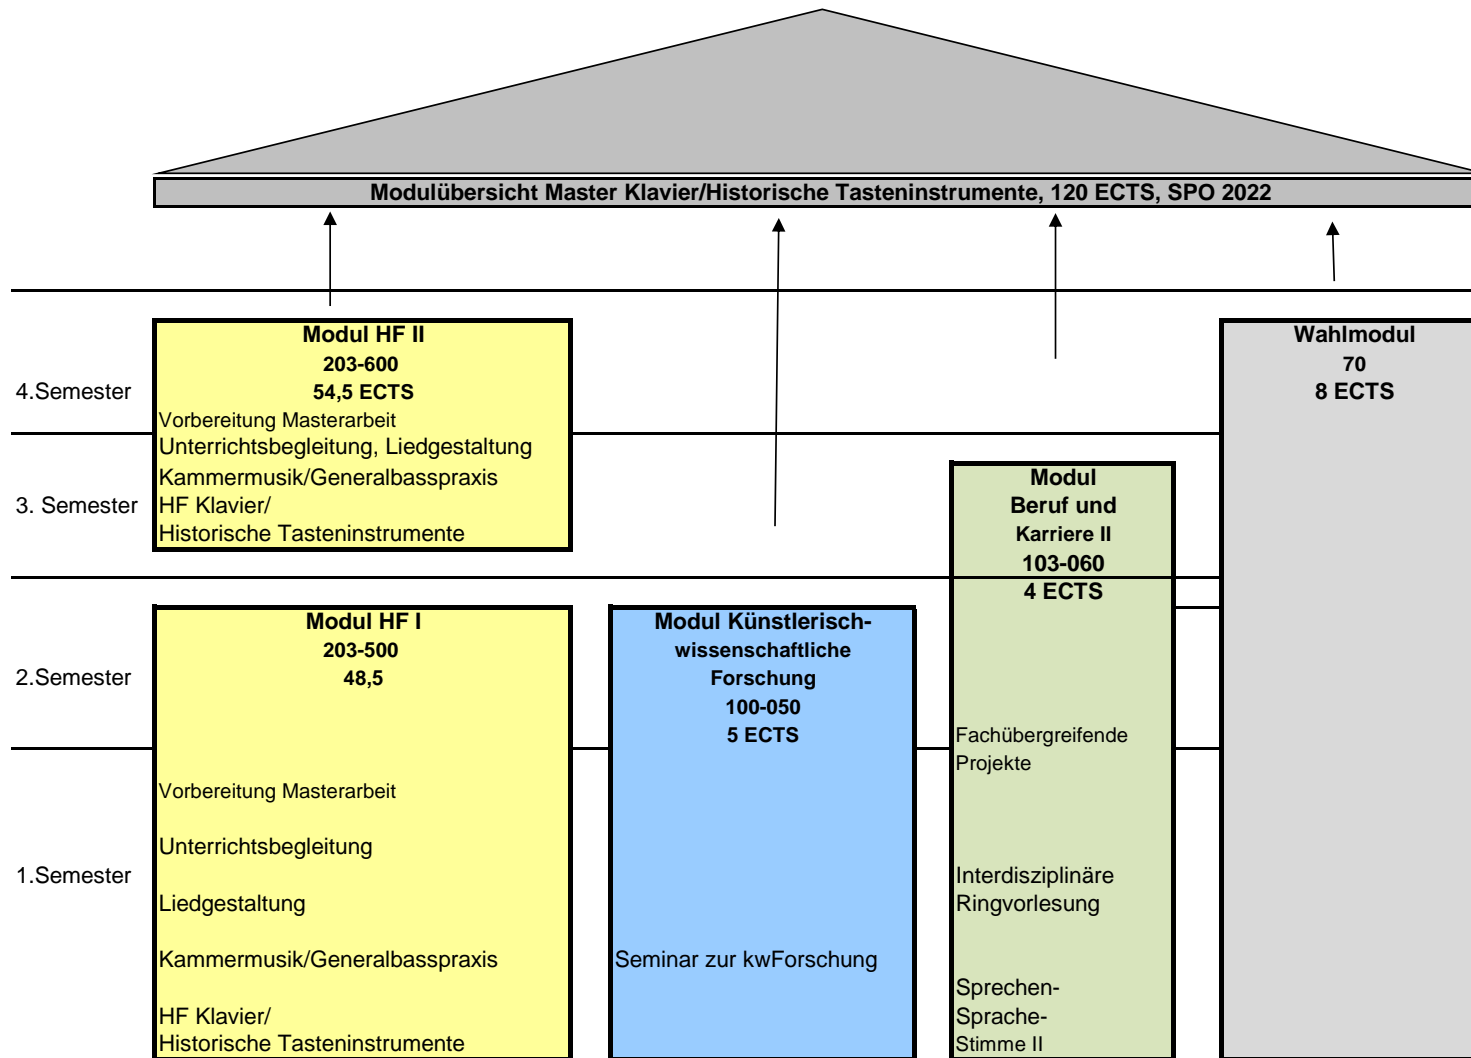 Modulübersicht Master Klavier/Historische Tasteninstrumente, 120 ECTS, SPO 2022
4.Semester
3. Semester
2.Semester
1.Semester
Modul HF II
203-600
54,5 ECTS
Vorbereitung Masterarbeit
Unterrichtsbegleitung, Liedgestaltung
Kammermusik/Generalbasspraxis
HF Klavier/
Historische Tasteninstrumente
Modul HF I
203-500
48,5
Vorbereitung Masterarbeit
Unterrichtsbegleitung
Liedgestaltung
Kammermusik/Generalbasspraxis
HF Klavier/
Historische Tasteninstrumente
Modul Künstlerisch-
wissenschaftliche
Forschung
100-050
5 ECTS
Seminar zur kwForschung
Modul
Beruf und
Karriere II
103-060
4 ECTS
Fachübergreifende
Projekte
Interdisziplinäre
Ringvorlesung
Sprechen-
Sprache-
Stimme II
Wahlmodul
70
8 ECTS